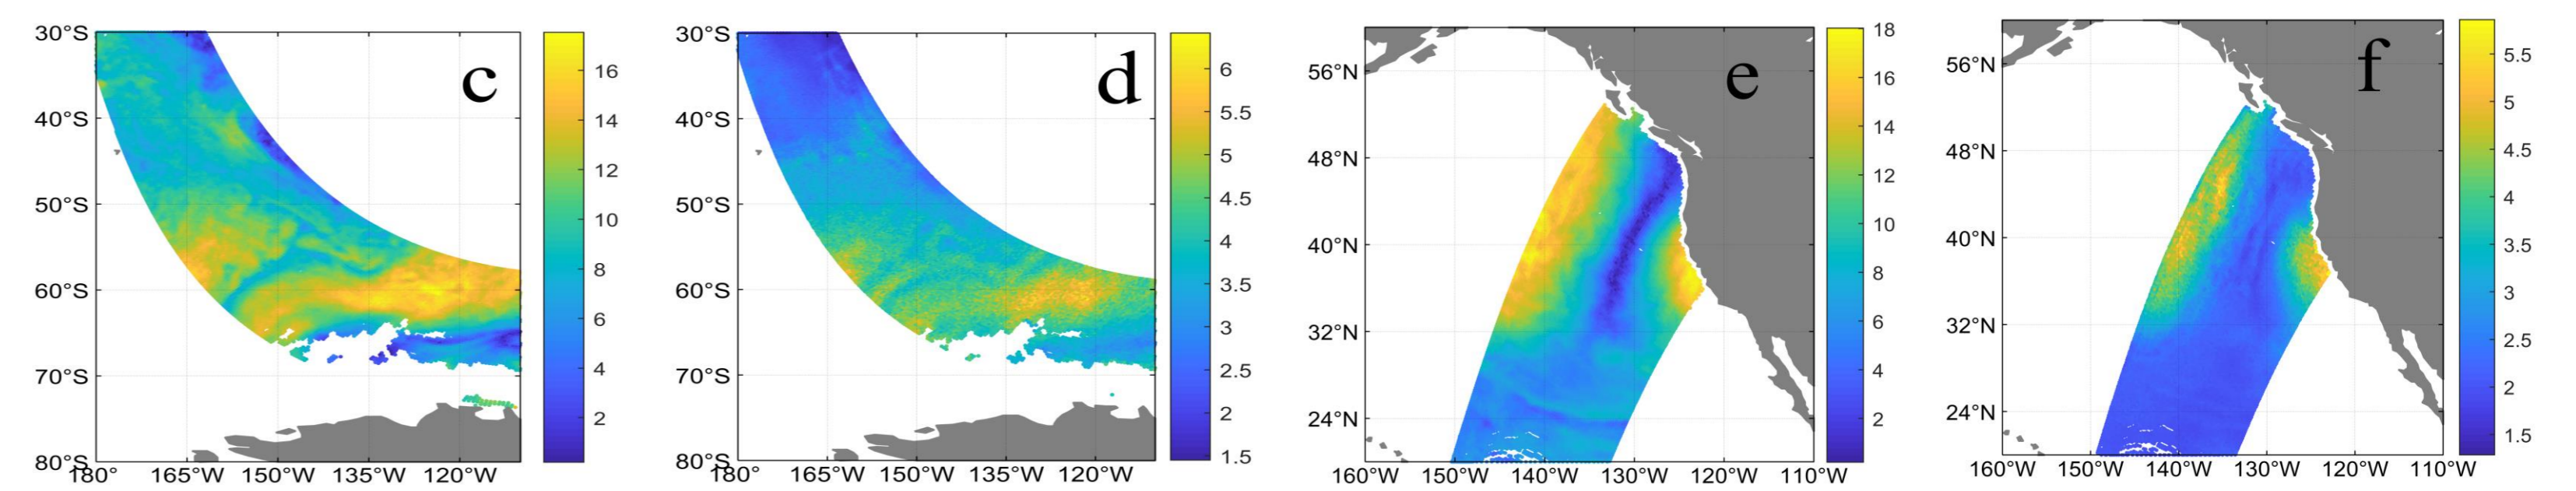 c
30°S
40°S
50°S
60°S
70°S
80°S
180°
165°W
150°W
135°W
120°W
16
14
12
10
8
6
4
2
d
30°S
40°S
50°S
60°S
70°S
80°S
180°
165°W
150°W
135°W
120°W
6
5.5
5
4.5
4
3.5
3
2.5
2
1.5
e
56°N
48°N
40°N
32°N
24°N
160°W
150°W
140°W
130°W
120°W
110°W
18
16
14
12
10
8
6
4
2
f
56°N
48°N
40°N
32°N
24°N
160°W
150°W
140°W
130°W
120°W
110°W
5.5
5
4.5
4
3.5
3
2.5
2
1.5